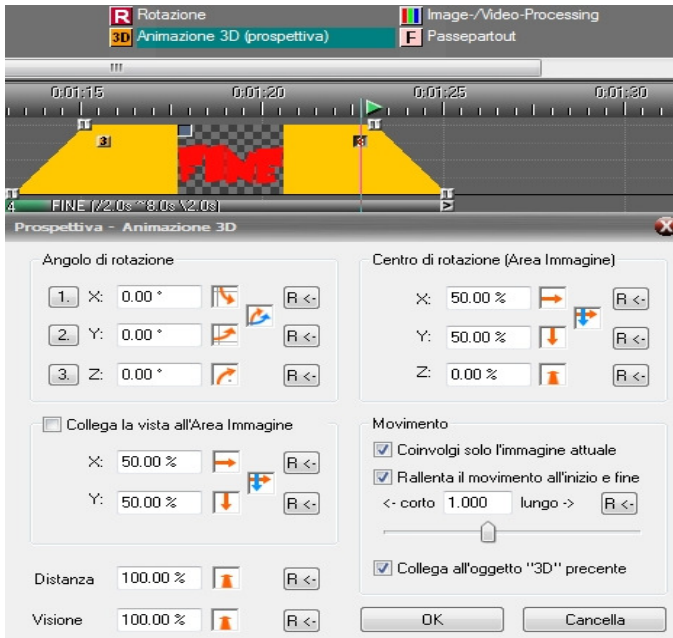 R Rotazione
Image-/Video-Processing
3D Animazione 3D (prospettiva)
F Passepartout
0:01:15 0:01:20 0:01:25 0:01:30
3 3
FINE
4 FINE (/2.0s ~8.0s \2.0s)
Prospettiva - Animazione 3D
Angolo di rotazione
1. X: 0.00 ° R <-
2. Y: 0.00 ° R <-
3. Z: 0.00 ° R <-
Centro di rotazione (Area Immagine)
X: 50.00 % R <-
Y: 50.00 % R <-
Z: 0.00 % R <-
Collega la vista all'Area Immagine
X: 50.00 % R <-
Y: 50.00 % R <-
Movimento
Coinvolgi solo l'immagine attuale
Rallenta il movimento all'inizio e fine
<- corto 1.000 lungo -> R <-
Collega all'oggetto "3D" precente
Distanza 100.00 % R <-
Visione 100.00 % R <-
OK Cancella